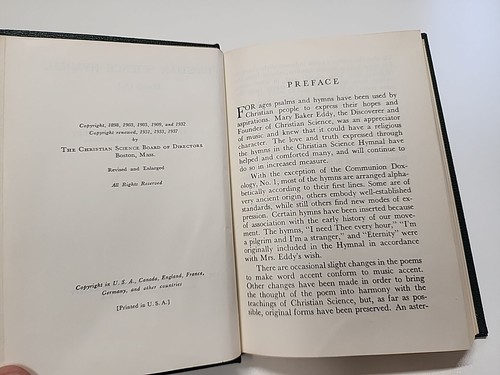 Copyright, 1898, 1903, 1905, 1909, and 1932
Copyright renewed, 1931, 1933, 1937
by
THE CHRISTIAN SCIENCE BOARD OF DIRECTORS
Boston, Mass.
Revised and Enlarged
All Rights Reserved
Copyright in U. S. A., Canada, England, France,
Germany, and other countries
[Printed in U. S. A.]
PREFACE
FOR ages psalms and hymns have been used by
Christian people to express their hopes and
aspirations. Mary Baker Eddy, the Discoverer and
Founder of Christian Science, was an appreciator
of music and knew that it could have a religious
character. The love and truth expressed through
the hymns in the Christian Science Hymnal have
helped and comforted many, and will continue to
do so in increased measure.
With the exception of the Communion Dox-
ology, No. 1, most of the hymns are arranged alpha-
betically according to their first lines. Some are of
very ancient origin, others embody well-established
standards, while still others find new modes of ex-
pression. Certain hymns have been inserted because
of association with the early history of our move-
ment. The hymns, "I need Thee every hour," "I'm
a pilgrim and I'm a stranger," and "Eternity" were
originally included in the Hymnal in accordance
with Mrs. Eddy's wish.
There are occasional slight changes in the poems
to make word accent conform to music accent.
Other changes have been made in order to bring
the thought of the poem into harmony with the
teachings of Christian Science, but, as far as pos-
sible, original forms have been preserved. An aster-